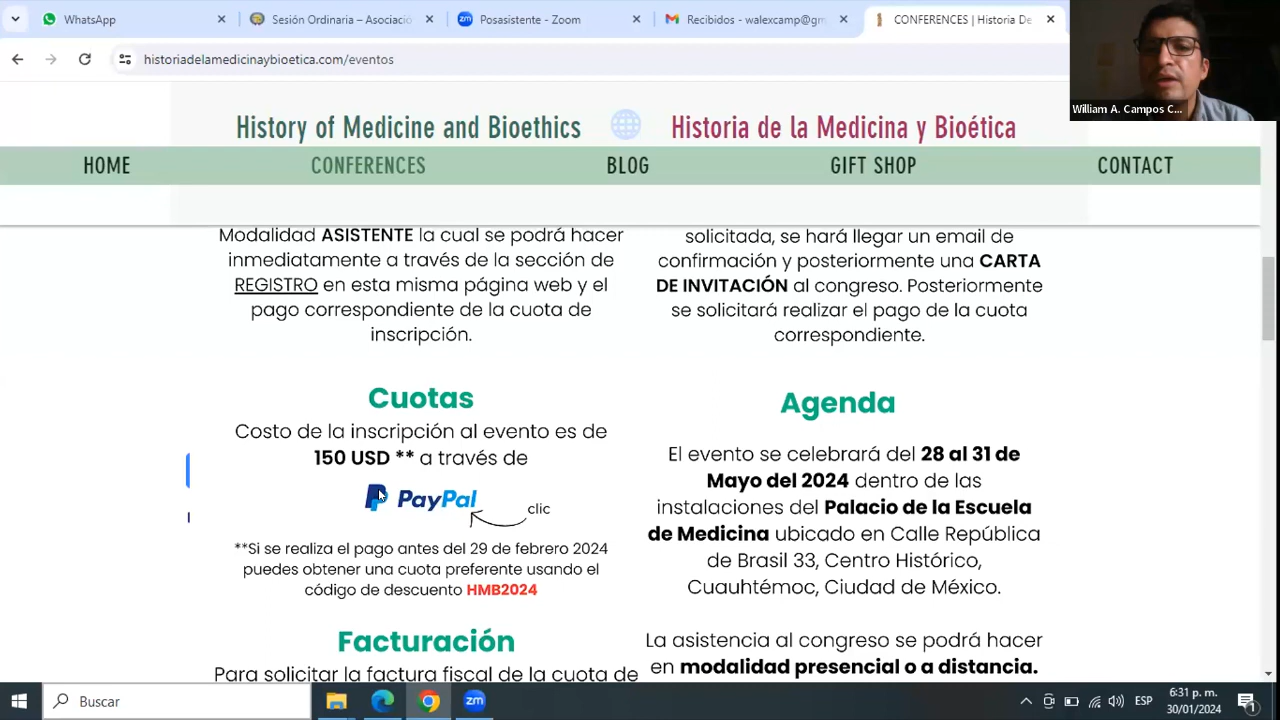 WhatsApp
Sesión Ordinaria – Asociació
Posasistente - Zoom
Recibidos - walexcamp@gm
CONFERENCES | Historia De
historiadelamedicinaybioetica.com/eventos
William A. Campos C...
History of Medicine and Bioethics
Historia de la Medicina y Bioética
HOME
CONFERENCES
BLOG
GIFT SHOP
CONTACT
Modalidad ASISTENTE la cual se podrá hacer
inmediatamente a través de la sección de
REGISTRO en esta misma página web y el
pago correspondiente de la cuota de
inscripción.
solicitada, se hará llegar un email de
confirmación y posteriormente una CARTA
DE INVITACIÓN al congreso. Posteriormente
se solicitará realizar el pago de la cuota
correspondiente.
Cuotas
Costo de la inscripción al evento es de
150 USD ** a través de
PayPal
clic
**Si se realiza el pago antes del 29 de febrero 2024
puedes obtener una cuota preferente usando el
código de descuento HMB2024
Facturación
Para solicitar la factura fiscal de la cuota de
Agenda
El evento se celebrará del 28 al 31 de
Mayo del 2024 dentro de las
instalaciones del Palacio de la Escuela
de Medicina ubicado en Calle República
de Brasil 33, Centro Histórico,
Cuauhtémoc, Ciudad de México.
La asistencia al congreso se podrá hacer
en modalidad presencial o a distancia.
Buscar
zm
ESP
6:31 p. m.
30/01/2024
1